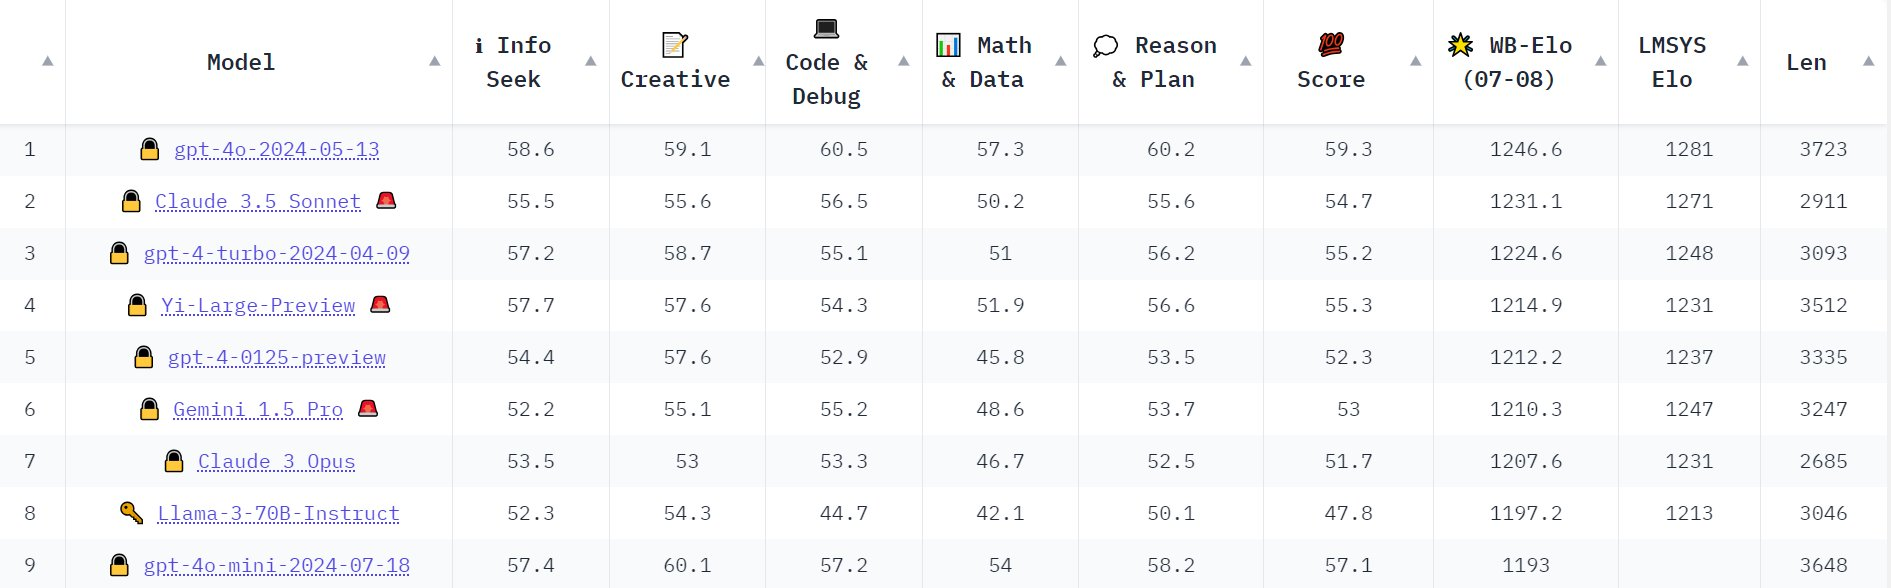 Model ℹ Info Seek 📝 Creative 💻 Code & Debug 📊 Math & Data 💭 Reason & Plan 💯 Score 🌟 WB-Elo (07-08) LMSYS Elo Len
1 🔒 gpt-4o-2024-05-13 58.6 59.1 60.5 57.3 60.2 59.3 1246.6 1281 3723
2 🔒 Claude 3.5 Sonnet 🚨 55.5 55.6 56.5 50.2 55.6 54.7 1231.1 1271 2911
3 🔒 gpt-4-turbo-2024-04-09 57.2 58.7 55.1 51 56.2 55.2 1224.6 1248 3093
4 🔒 Yi-Large-Preview 🚨 57.7 57.6 54.3 51.9 56.6 55.3 1214.9 1231 3512
5 🔒 gpt-4-0125-preview 54.4 57.6 52.9 45.8 53.5 52.3 1212.2 1237 3335
6 🔒 Gemini 1.5 Pro 🚨 52.2 55.1 55.2 48.6 53.7 53 1210.3 1247 3247
7 🔒 Claude 3 Opus 53.5 53 53.3 46.7 52.5 51.7 1207.6 1231 2685
8 🔑 Llama-3-70B-Instruct 52.3 54.3 44.7 42.1 50.1 47.8 1197.2 1213 3046
9 🔒 gpt-4o-mini-2024-07-18 57.4 60.1 57.2 54 58.2 57.1 1193 3648